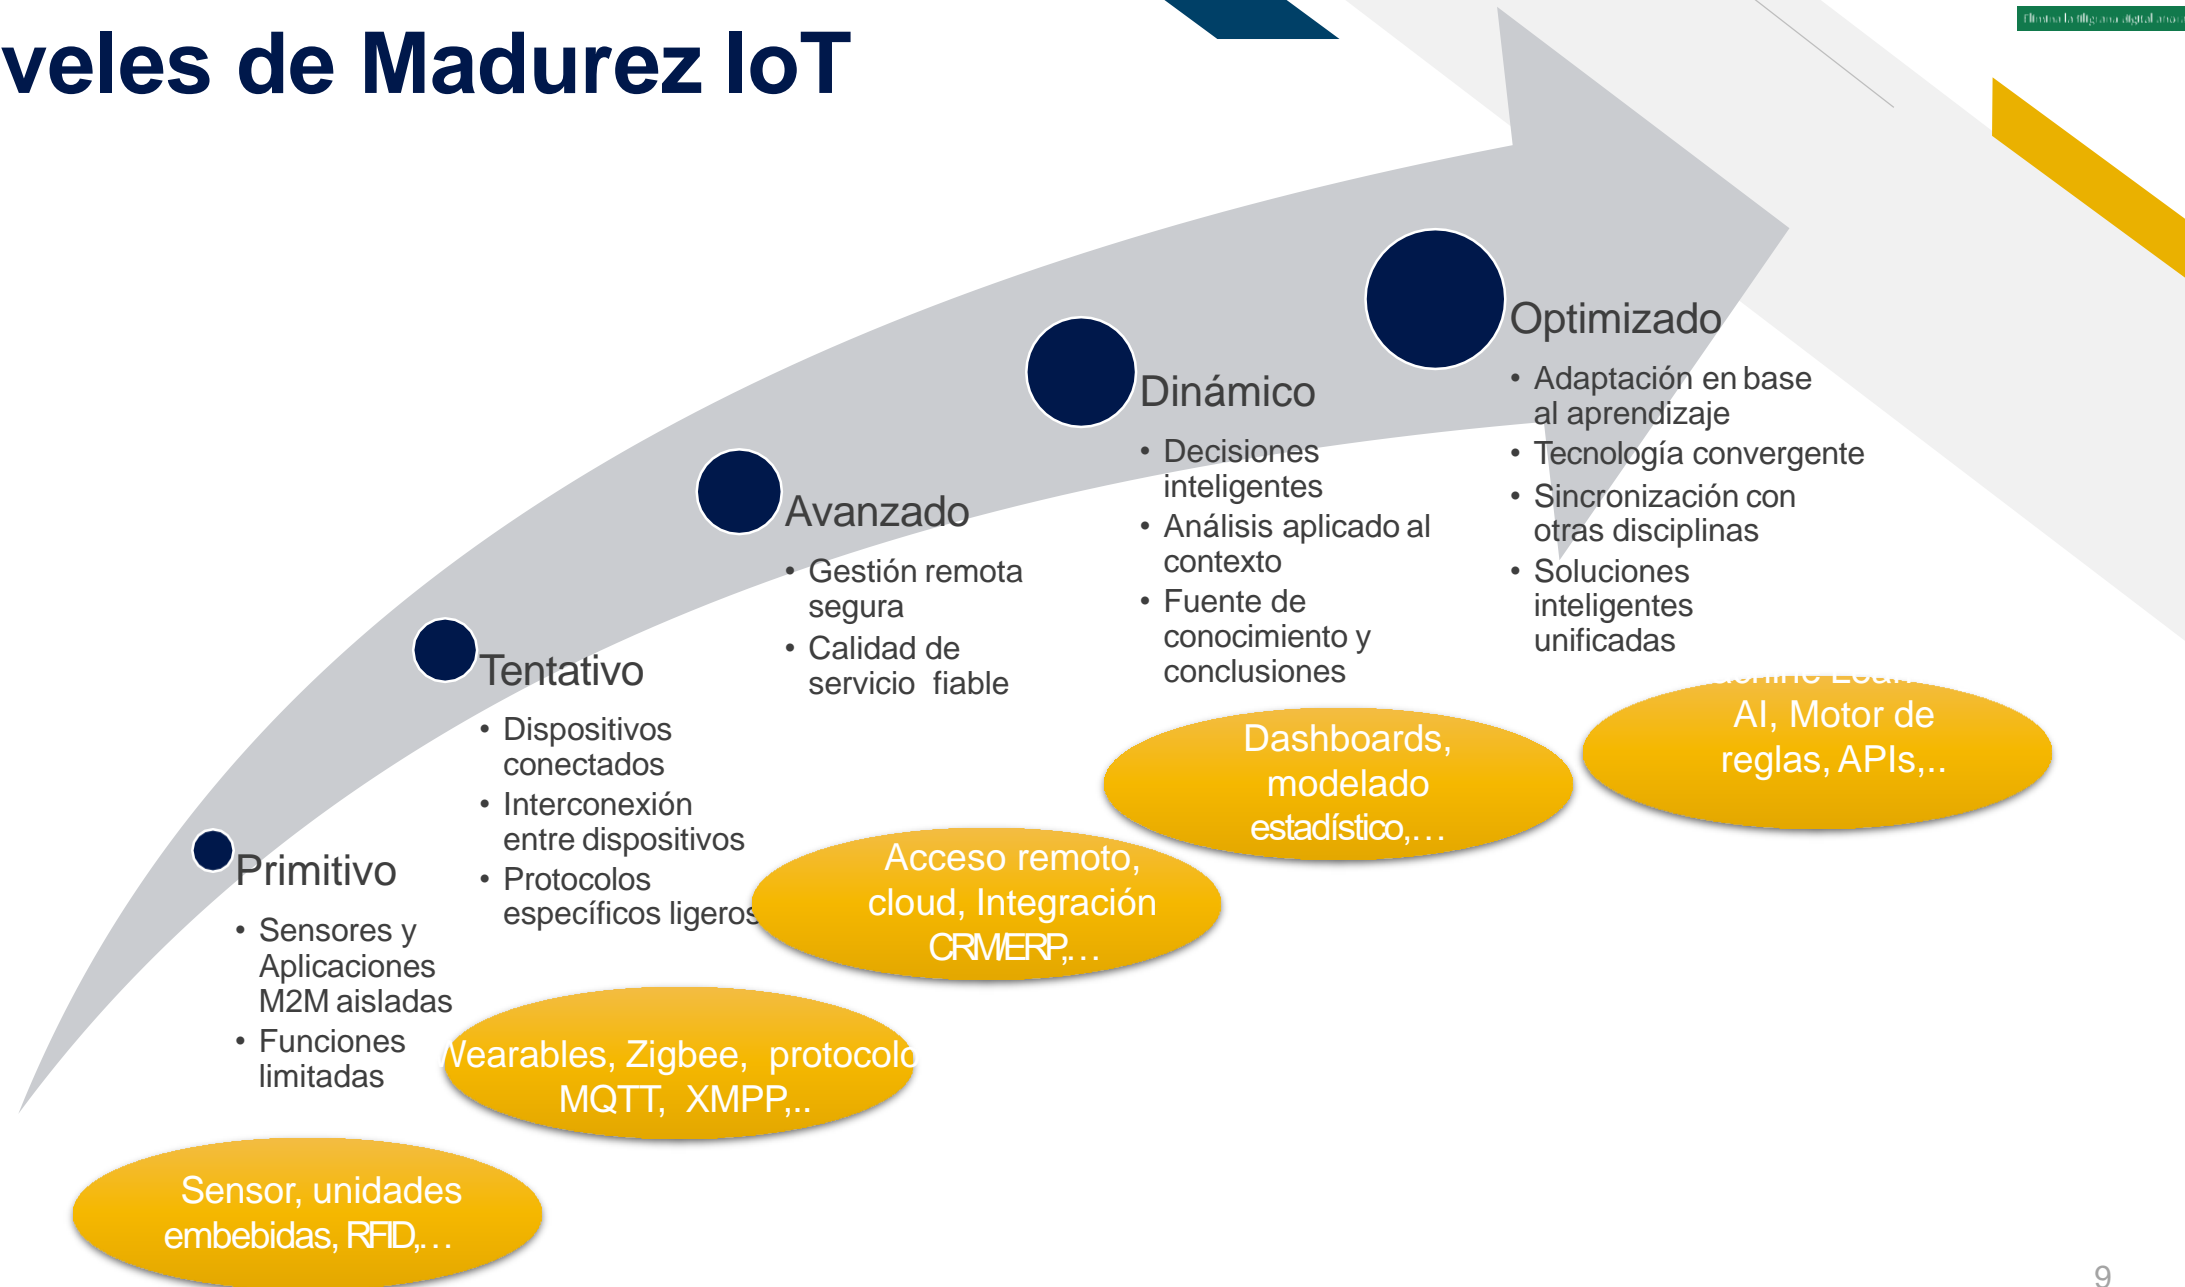 veles de Madurez IoT
Optimizado
• Adaptación en base
al aprendizaje
• Tecnología convergente
• Sincronización con
otras disciplinas
• Soluciones
inteligentes
unificadas
Dinámico
• Decisiones
inteligentes
• Análisis aplicado al
contexto
• Fuente de
conocimiento y
conclusiones
Avanzado
• Gestión remota
segura
• Calidad de
servicio fiable
Tentativo
• Dispositivos
conectados
• Interconexión
entre dispositivos
• Protocolos
específicos ligeros
Primitivo
• Sensores y
Aplicaciones
M2M aisladas
• Funciones
limitadas
AI, Motor de
reglas, APIs,..
Dashboards,
modelado
estadístico,...
Acceso remoto,
cloud, Integración
CRM/ERP,...
Wearables, Zigbee, protocolo
MQTT, XMPP,..
Sensor, unidades
embebidas, RFID,...
9